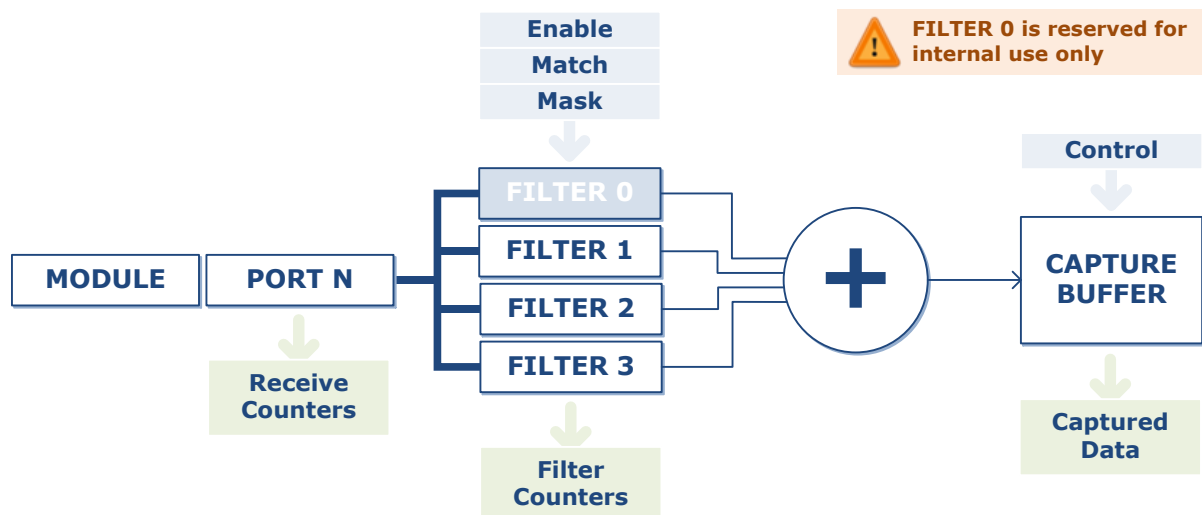 Enable
Match
Mask
FILTER 0 is reserved for
internal use only
Control
FILTER 0
FILTER 1
FILTER 2
FILTER 3
MODULE
PORT N
CAPTURE
BUFFER
Receive
Counters
Filter
Counters
Captured
Data